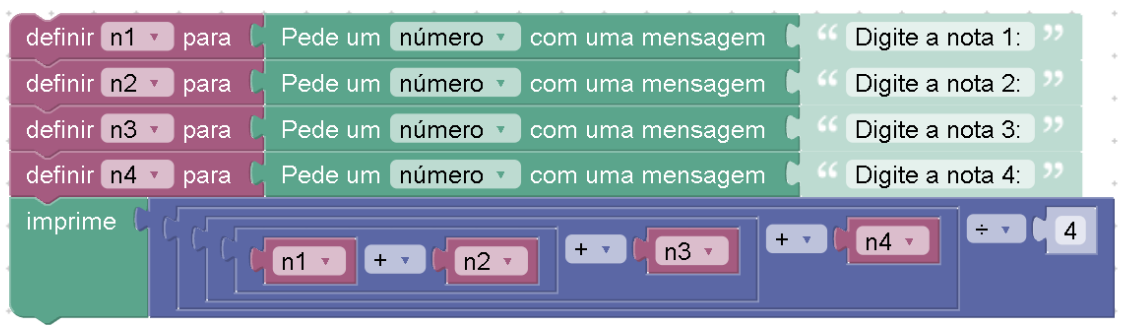 definir n1 para Pede um número com uma mensagem “ Digite a nota 1: ”
definir n2 para Pede um número com uma mensagem “ Digite a nota 2: ”
definir n3 para Pede um número com uma mensagem “ Digite a nota 3: ”
definir n4 para Pede um número com uma mensagem “ Digite a nota 4: ”
imprime n1 + n2 + n3 + n4 ÷ 4